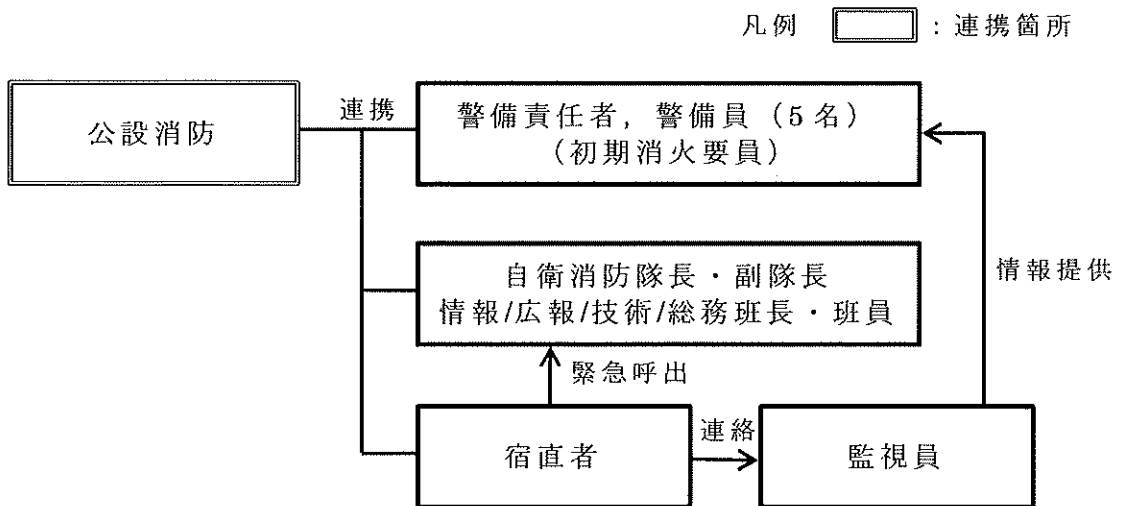 凡例 ：連携箇所
公設消防
連携
警備責任者，警備員（5名）
（初期消火要員）
自衛消防隊長・副隊長
情報/広報/技術/総務班長・班員
情報提供
緊急呼出
宿直者
連絡
監視員